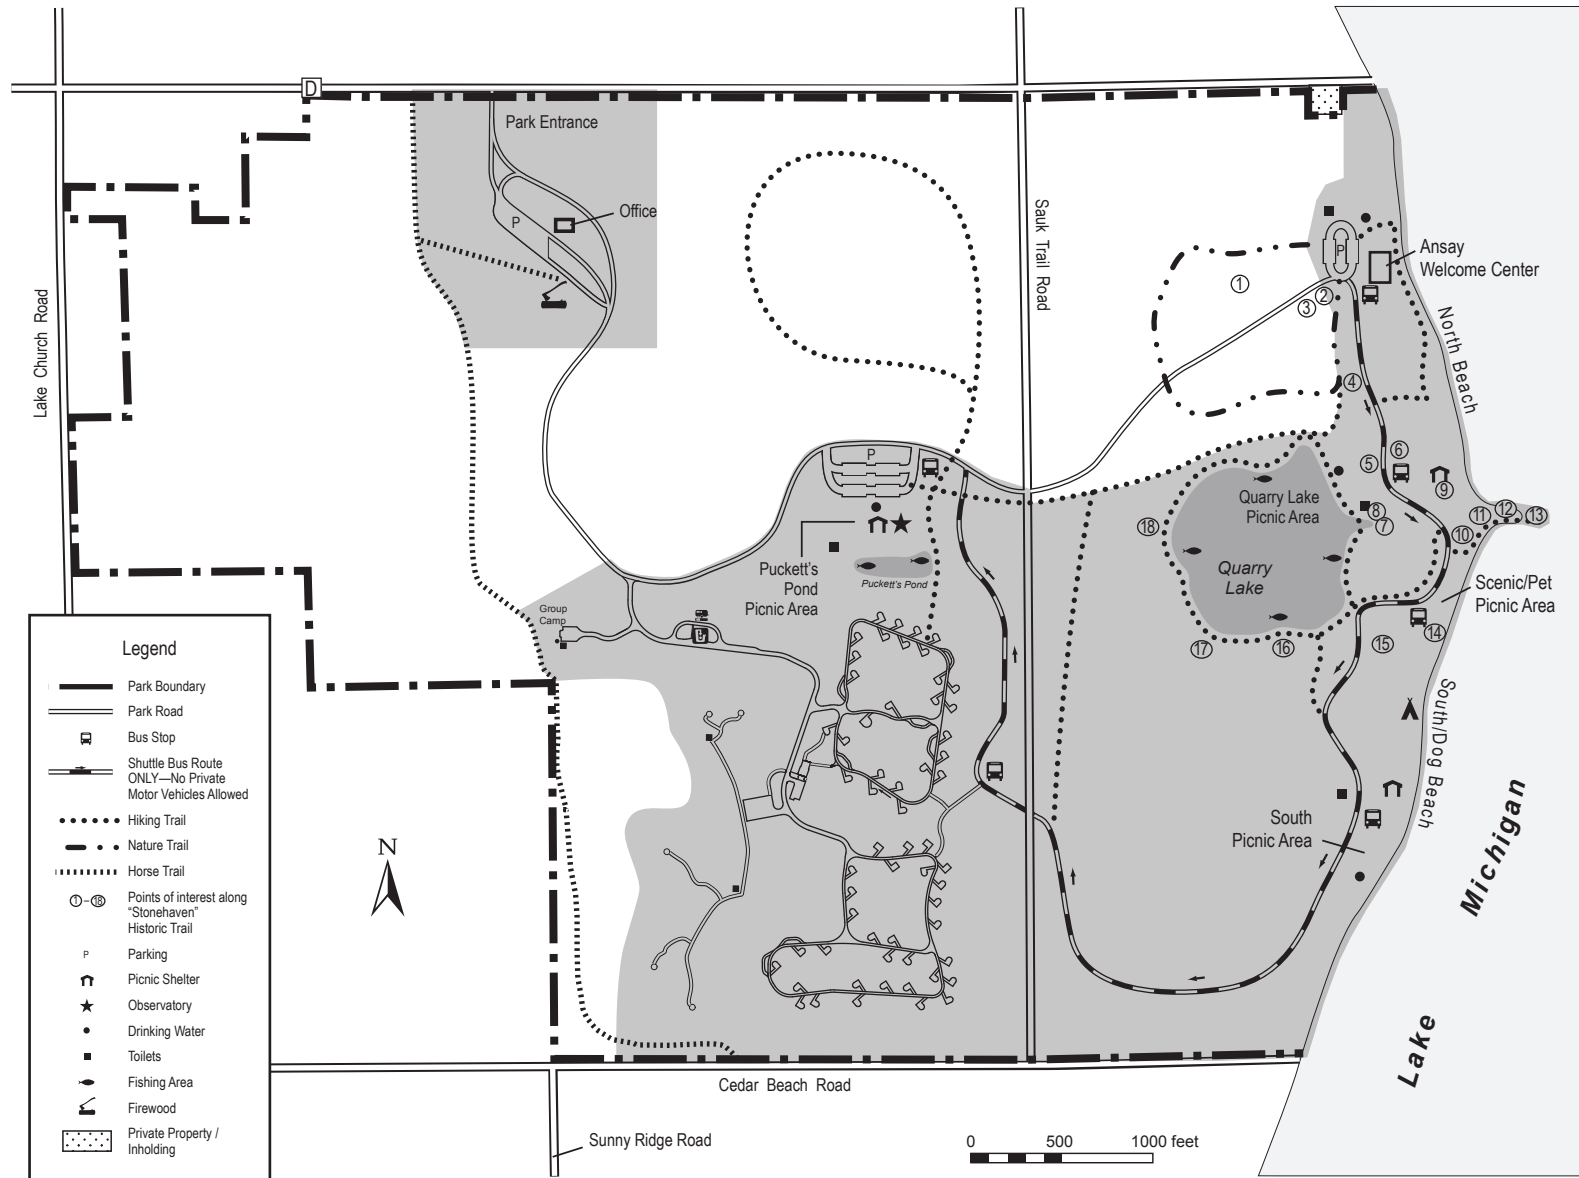 D
Park Entrance
Office
P
Sauk Trail Road
Lake Church Road
P
Ansay
Welcome Center
North Beach
①
②
③
④
⑤
⑥
⑦
⑧
⑨
⑩
⑪
⑫
⑬
⑭
⑮
⑯
⑰
⑱
P
Quarry Lake
Picnic Area
Quarry
Lake
Puckett's
Pond
Picnic Area
Puckett's Pond
Scenic/Pet
Picnic Area
Group
Camp
South/Dog Beach
South
Picnic Area
Lake Michigan
Legend
Park Boundary
Park Road
Bus Stop
Shuttle Bus Route
ONLY—No Private
Motor Vehicles Allowed
Hiking Trail
Nature Trail
Horse Trail
①–⑱ Points of interest along
“Stonehaven”
Historic Trail
P Parking
Picnic Shelter
Observatory
Drinking Water
Toilets
Fishing Area
Firewood
Private Property /
Inholding
N
Cedar Beach Road
Sunny Ridge Road
0 500 1000 feet